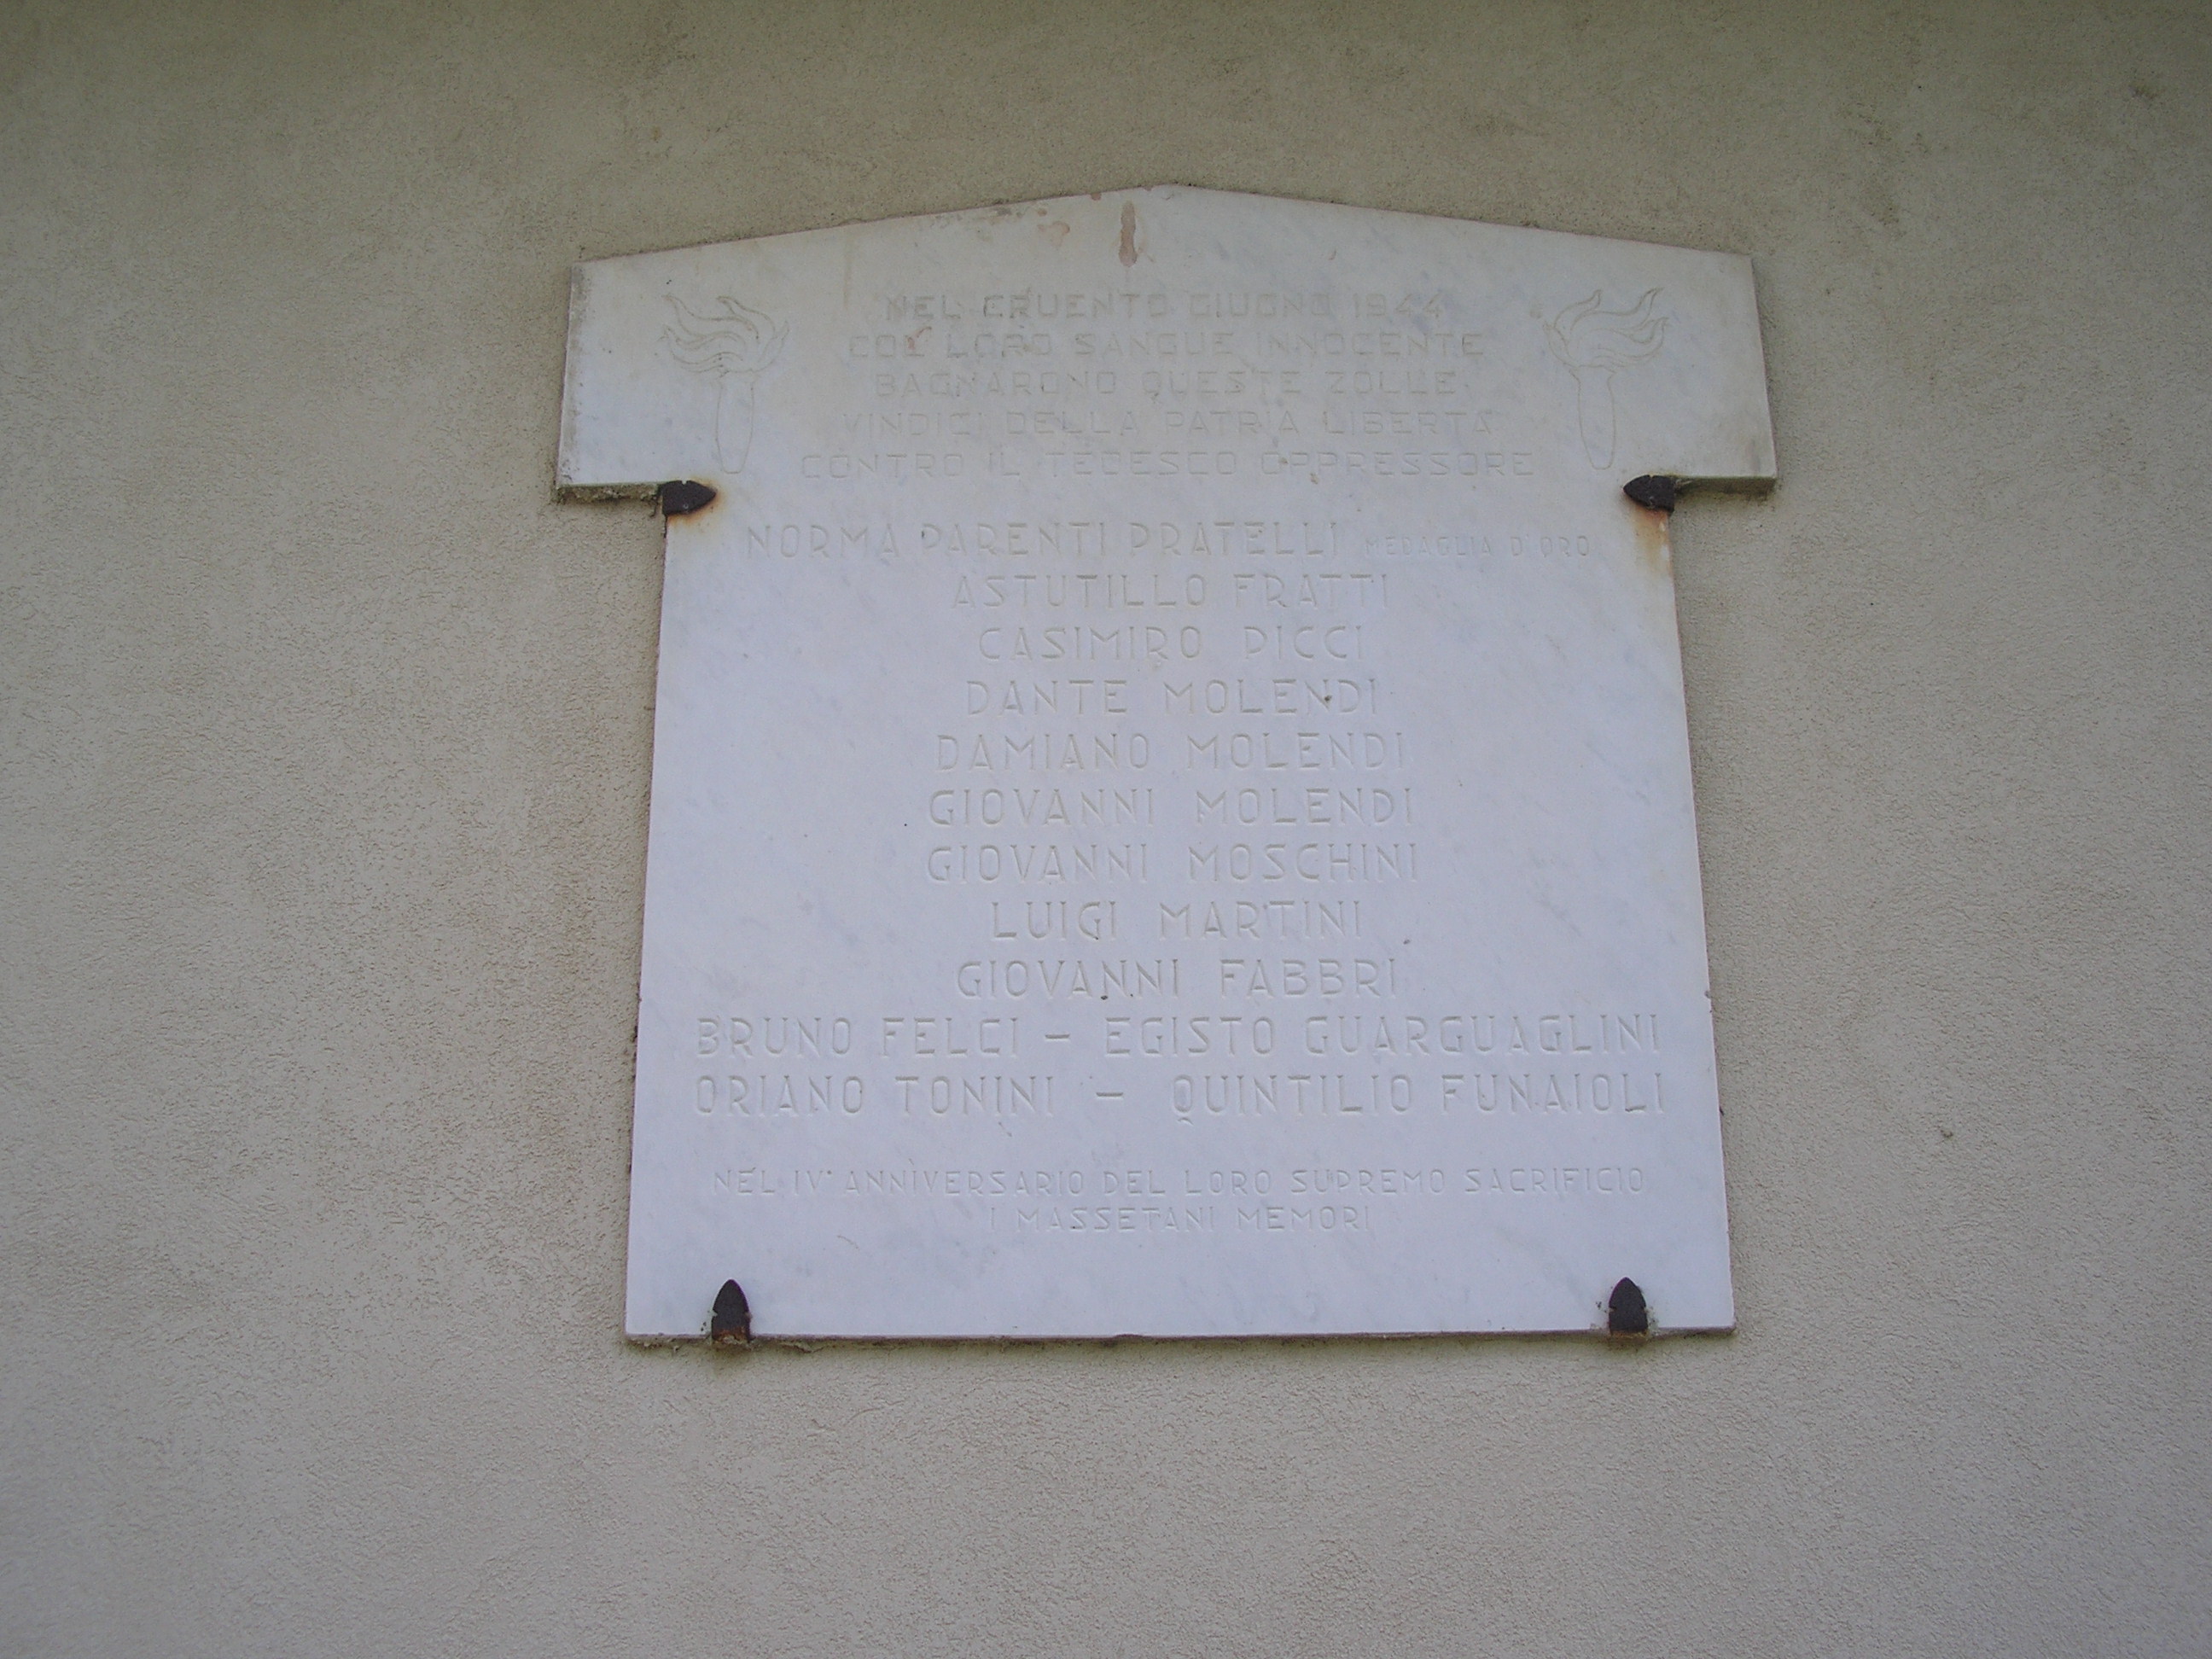 NEL CRUENTO GIUGNO 1944
COL LORO SANGUE INNOCENTE
BAGNARONO QUESTE ZOLLE
VINDICI DELLA PATRIA LIBERTÀ
CONTRO IL TEDESCO OPPRESSORE
NORMA PARENTI PRATELLI MEDAGLIA D'ORO
ASTUTILLO FRATTI
CASIMIRO PICCI
DANTE MOLENDI
DAMIANO MOLENDI
GIOVANNI MOLENDI
GIOVANNI MOSCHINI
LUIGI MARTINI
GIOVANNI FABBRI
BRUNO FELCI - EGISTO GUARGUAGLINI
ORIANO TONINI - QUINTILIO FUNAIOLI
NEL IV° ANNIVERSARIO DEL LORO SUPREMO SACRIFICIO
I MASSETANI MEMORI